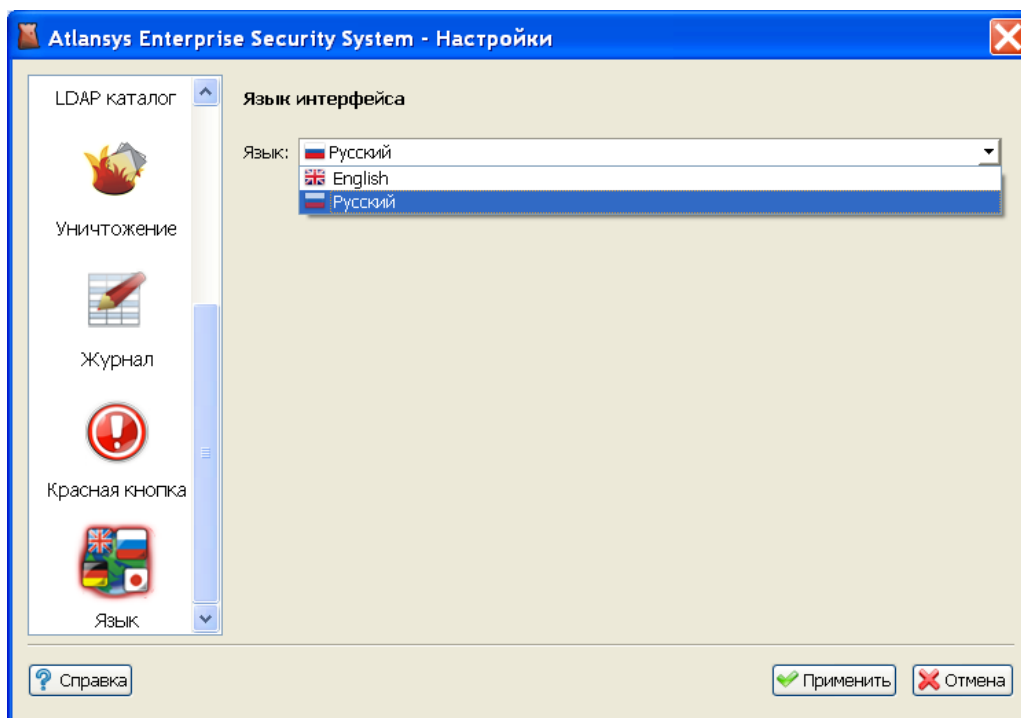 Atlansys Enterprise Security System - Настройки
LDAP каталог
Уничтожение
Журнал
Красная кнопка
Язык
Язык интерфейса
Язык: Русский
English
Русский
Справка
Применить
Отмена